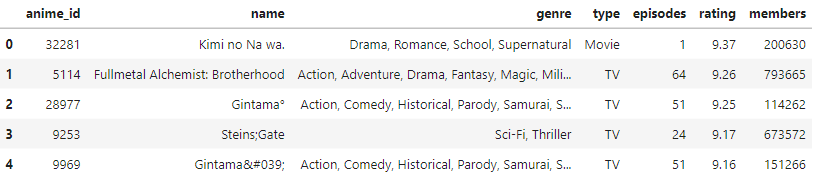 anime_id name genre type episodes rating members
0 32281 Kimi no Na wa. Drama, Romance, School, Supernatural Movie 1 9.37 200630
1 5114 Fullmetal Alchemist: Brotherhood Action, Adventure, Drama, Fantasy, Magic, Mili... TV 64 9.26 793665
2 28977 Gintama° Action, Comedy, Historical, Parody, Samurai, S... TV 51 9.25 114262
3 9253 Steins;Gate Sci-Fi, Thriller TV 24 9.17 673572
4 9969 Gintama&#039; Action, Comedy, Historical, Parody, Samurai, S... TV 51 9.16 151266